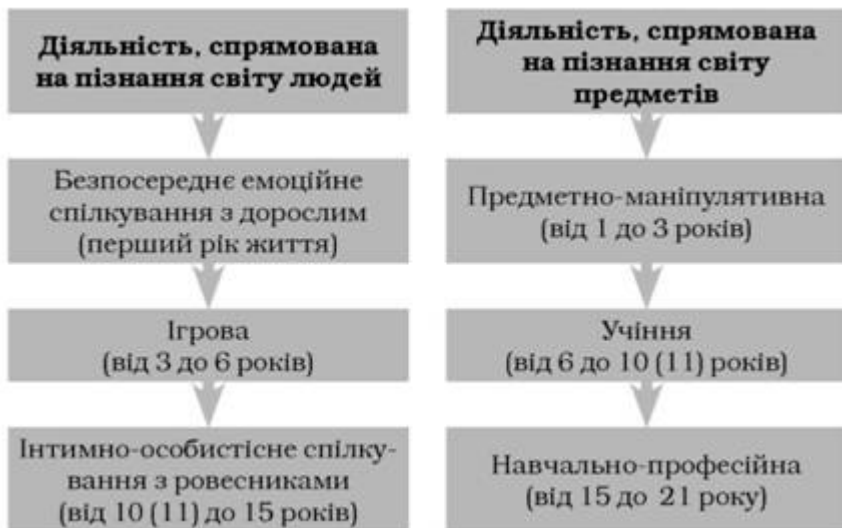 Діяльність, спрямована
на пізнання світу людей
Безпосереднє емоційне
спілкування з дорослим
(перший рік життя)
Ігрова
(від 3 до 6 років)
Інтимно-особистісне спілку-
вання з ровесниками
(від 10 (11) до 15 років)
Діяльність, спрямована
на пізнання світу
предметів
Предметно-маніпулятивна
(від 1 до 3 років)
Учіння
(від 6 до 10 (11) років)
Навчально-професійна
(від 15 до 21 року)